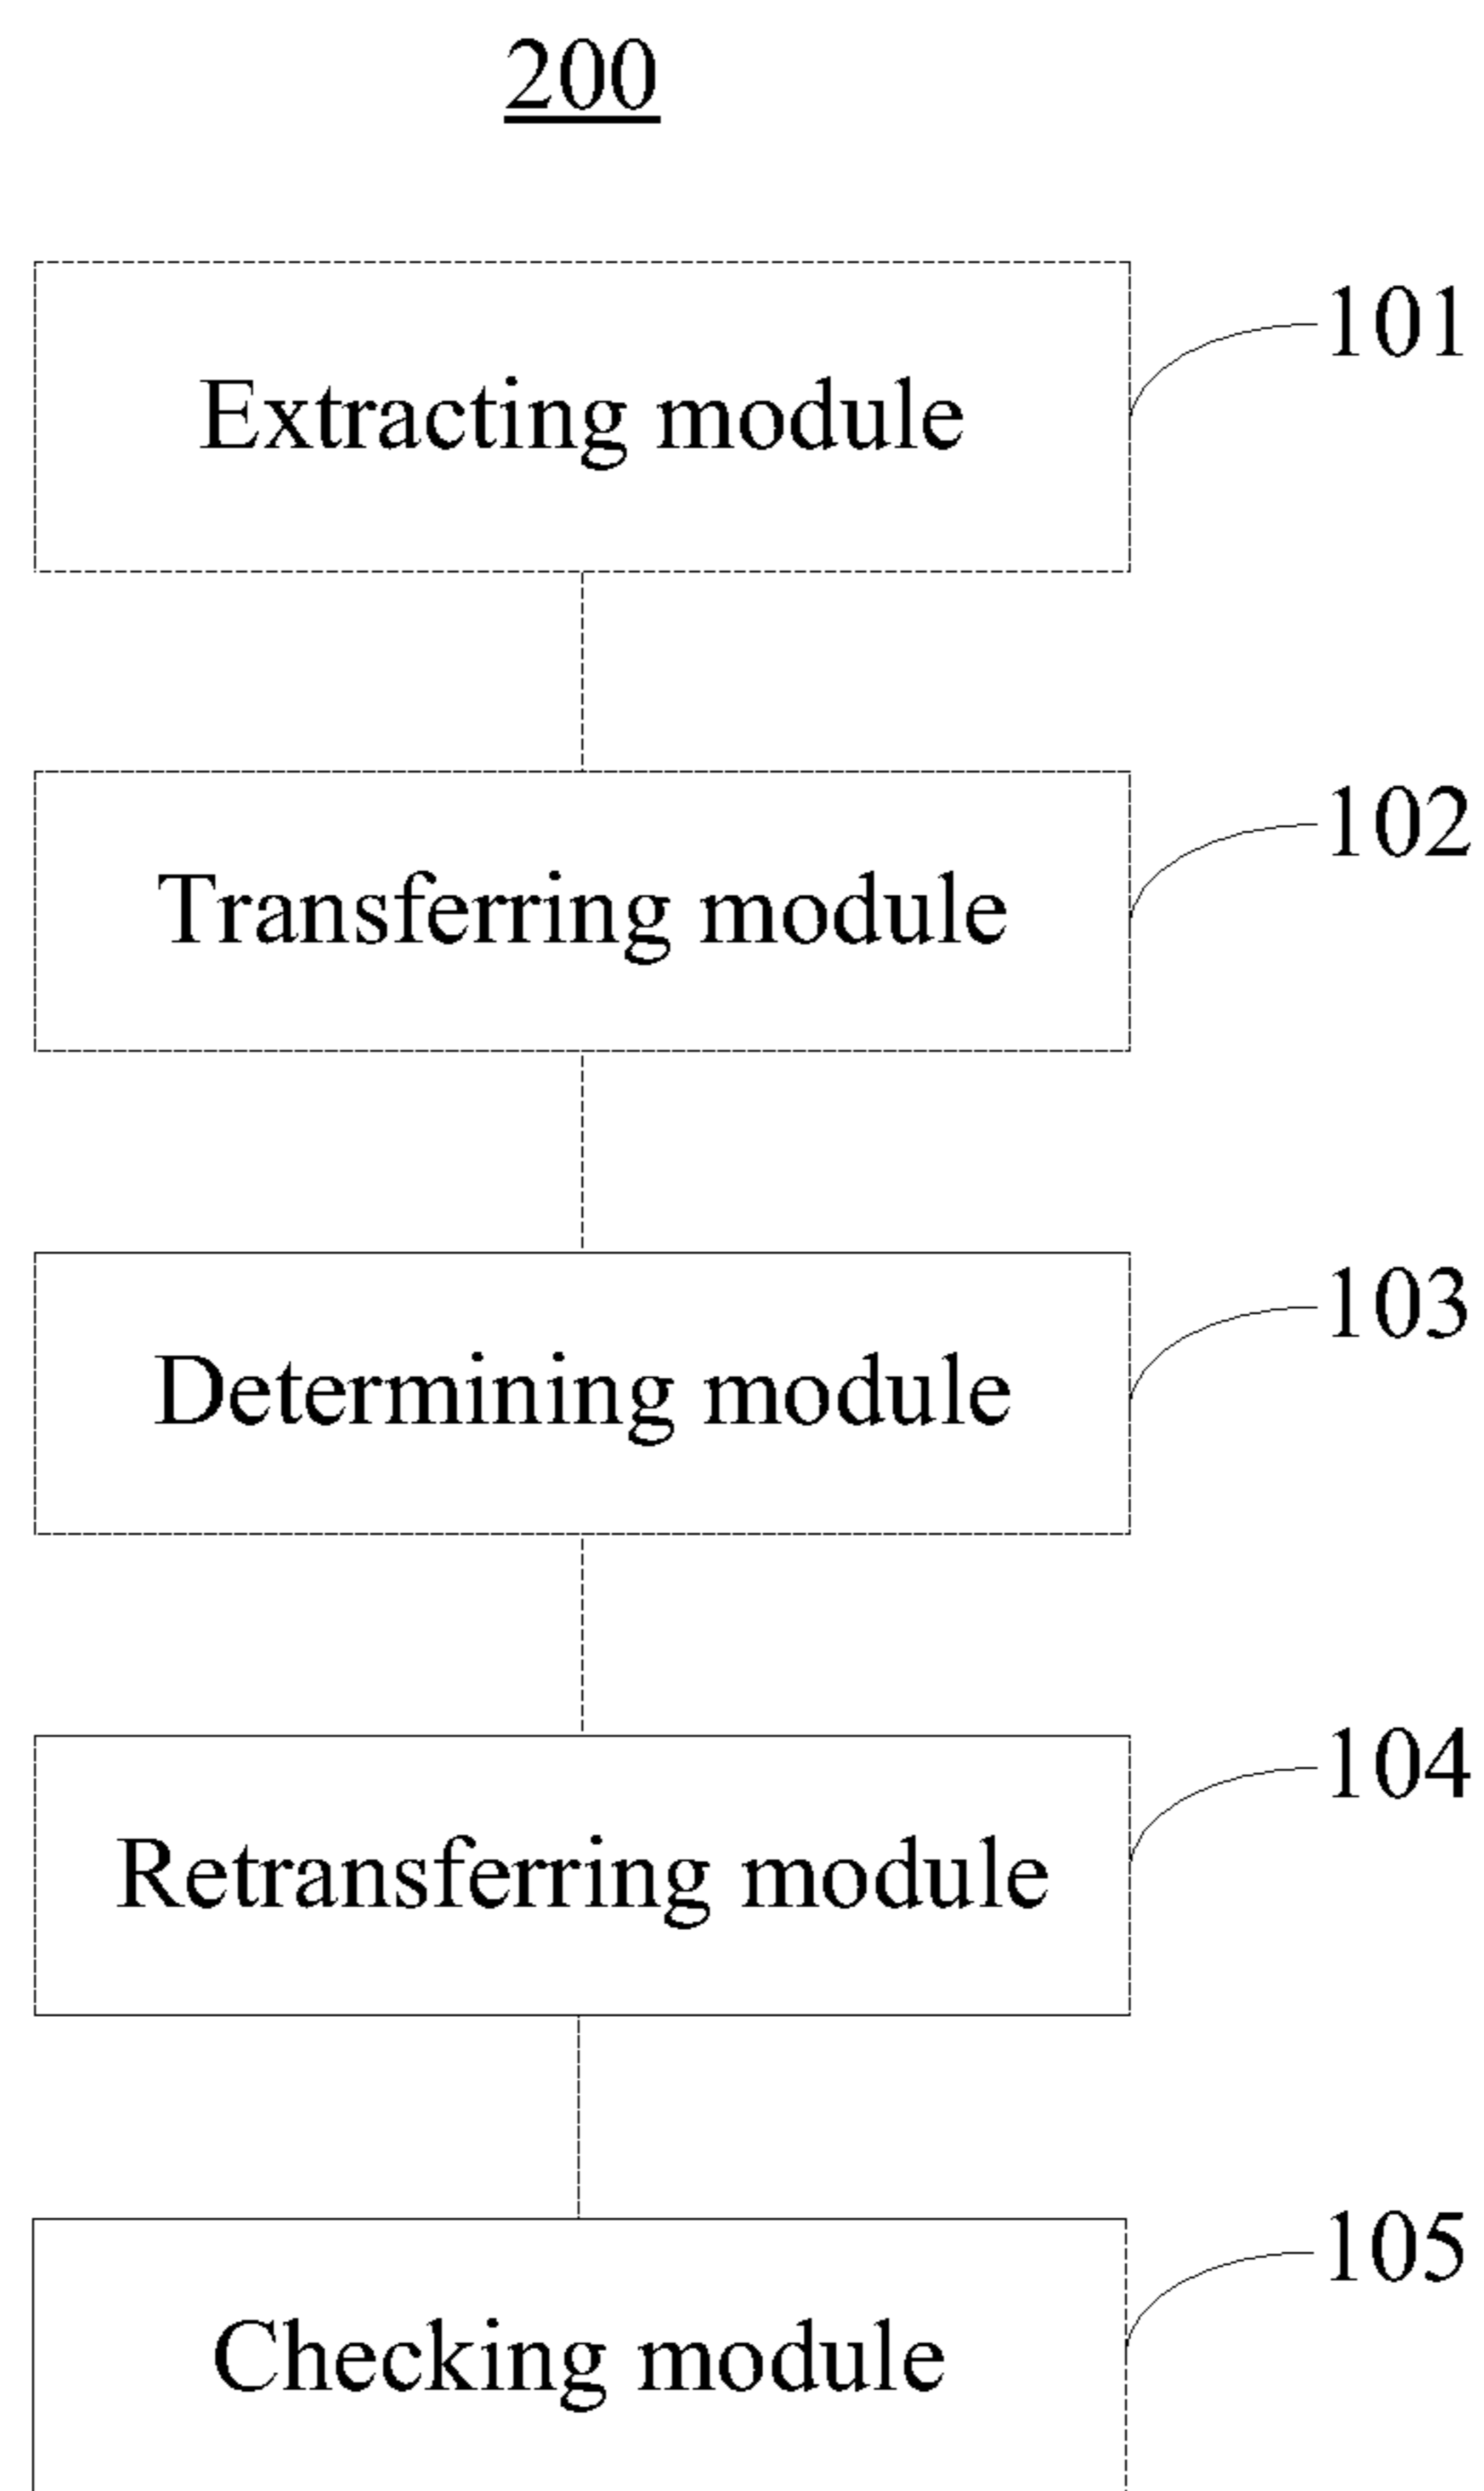 200
Extracting module
101
Transferring module
102
Determining module
103
Retransferring module
104
Checking module
105